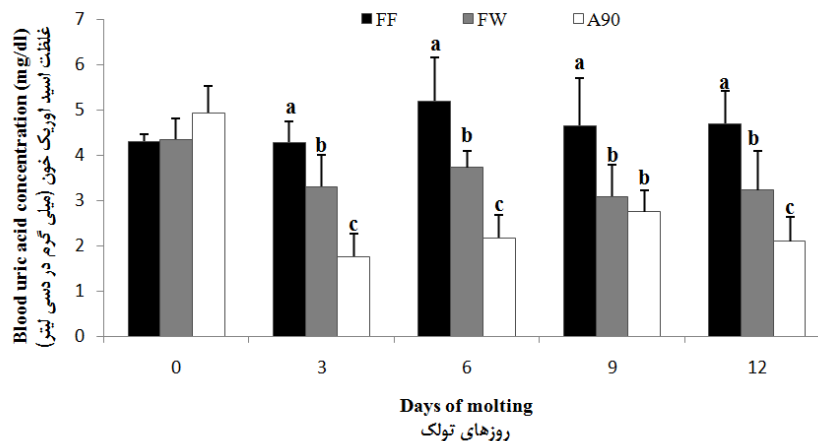 Blood uric acid concentration (mg/dl)
غلظت اسید اوریک خون (میلی گرم در دسی لیتر)
7
6
5
4
3
2
1
0
FF FW A90
a b c
a b c
a b b
a b c
0 3 6 9 12
Days of molting
روزهای تولک